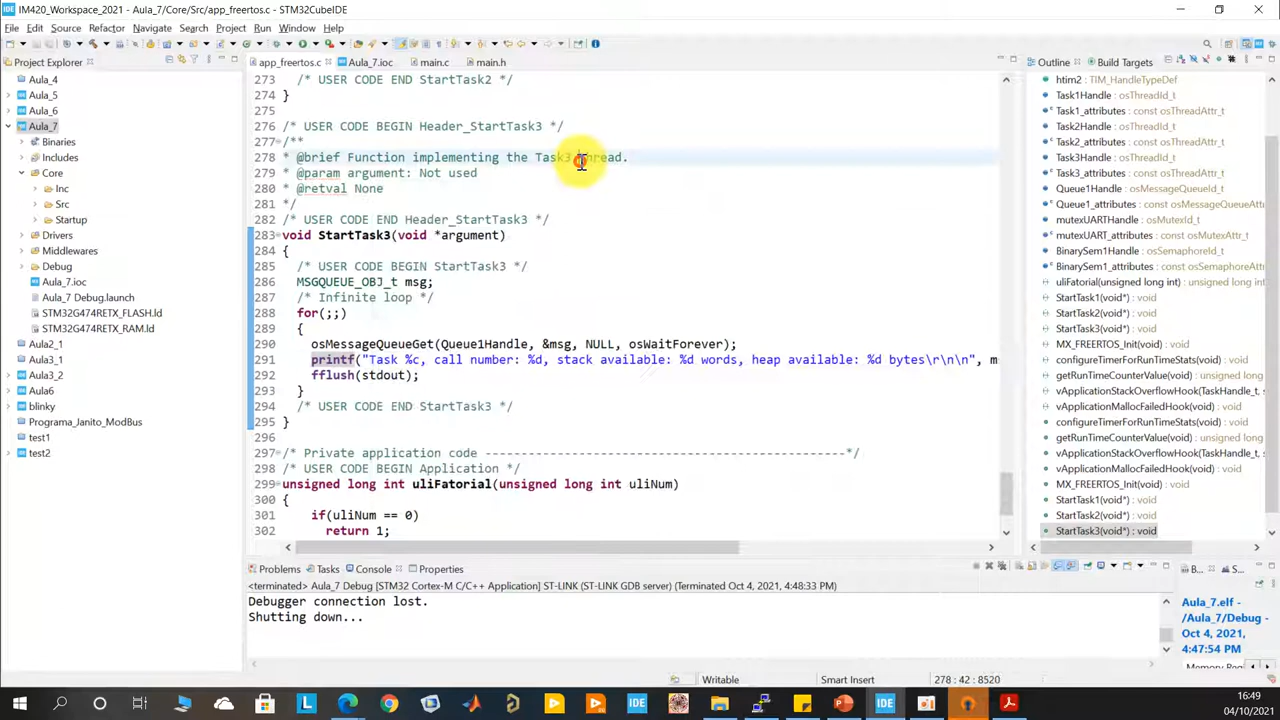 IM420_Workspace_2021 - Aula_7/Core/Src/app_freertos.c - STM32CubeIDE
File Edit Source Refactor Navigate Search Project Run Window Help
Project Explorer
Aula_4
Aula_5
Aula_6
Aula_7
Binaries
Includes
Core
Inc
Src
Startup
Drivers
Middlewares
Debug
Aula_7.ioc
Aula_7 Debug.launch
STM32G474RETX_FLASH.ld
STM32G474RETX_RAM.ld
Aula2_1
Aula3_1
Aula3_2
Aula6
blinky
Programa_Janito_ModBus
test1
test2
app_freertos.c Aula_7.ioc main.c main.h
273 /* USER CODE END StartTask2 */
274 }
275
276 /* USER CODE BEGIN Header_StartTask3 */
277 /**
278 * @brief Function implementing the Task3 thread.
279 * @param argument: Not used
280 * @retval None
281 */
282 /* USER CODE END Header_StartTask3 */
283 void StartTask3(void *argument)
284 {
285 /* USER CODE BEGIN StartTask3 */
286 MSGQUEUE_OBJ_t msg;
287 /* Infinite loop */
288 for(;;)
289 {
290 osMessageQueueGet(Queue1Handle, &msg, NULL, osWaitForever);
291 printf("Task %c, call number: %d, stack available: %d words, heap available: %d bytes\r\n\n", m
292 fflush(stdout);
293 }
294 /* USER CODE END StartTask3 */
295 }
296
297 /* Private application code --------------------------------------------------*/
298 /* USER CODE BEGIN Application */
299 unsigned long int uliFatorial(unsigned long int uliNum)
300 {
301 if(uliNum == 0)
302 return 1;
Outline Build Targets
htim2 : TIM_HandleTypeDef
Task1Handle : osThreadId_t
Task1_attributes : const osThreadAttr_t
Task2Handle : osThreadId_t
Task2_attributes : const osThreadAttr_t
Task3Handle : osThreadId_t
Task3_attributes : const osThreadAttr_t
Queue1Handle : osMessageQueueId_t
Queue1_attributes : const osMessageQueueAttr
mutexUARTHandle : osMutexId_t
mutexUART_attributes : const osMutexAttr_t
BinarySem1Handle : osSemaphoreId_t
BinarySem1_attributes : const osSemaphoreAtt
uliFatorial(unsigned long int) : unsigned long int
StartTask1(void*) : void
StartTask2(void*) : void
StartTask3(void*) : void
MX_FREERTOS_Init(void) : void
configureTimerForRunTimeStats(void) : void
getRunTimeCounterValue(void) : unsigned long
vApplicationStackOverflowHook(TaskHandle_t,
vApplicationMallocFailedHook(void) : void
configureTimerForRunTimeStats(void) : void
getRunTimeCounterValue(void) : unsigned long
vApplicationStackOverflowHook(TaskHandle_t,
vApplicationMallocFailedHook(void) : void
MX_FREERTOS_Init(void) : void
StartTask1(void*) : void
StartTask2(void*) : void
StartTask3(void*) : void
Problems Tasks Console Properties
<terminated> Aula_7 Debug [STM32 Cortex-M C/C++ Application] ST-LINK (ST-LINK GDB server) (Terminated Oct 4, 2021, 4:48:33 PM)
Debugger connection lost.
Shutting down...
B... S...
Aula_7.elf -
/Aula_7/Debug -
Oct 4, 2021,
4:47:54 PM
Writable Smart Insert 278 : 42 : 8520
16:49
04/10/2021